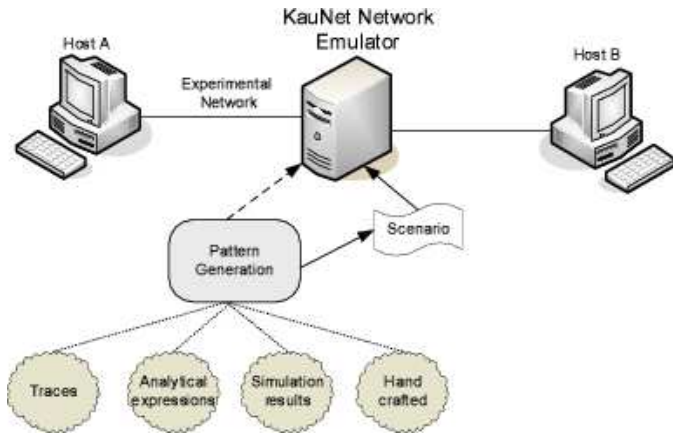 KauNet Network
Emulator
Host A
Host B
Experimental
Network
Scenario
Pattern
Generation
Traces
Analytical
expressions
Simulation
results
Hand
crafted